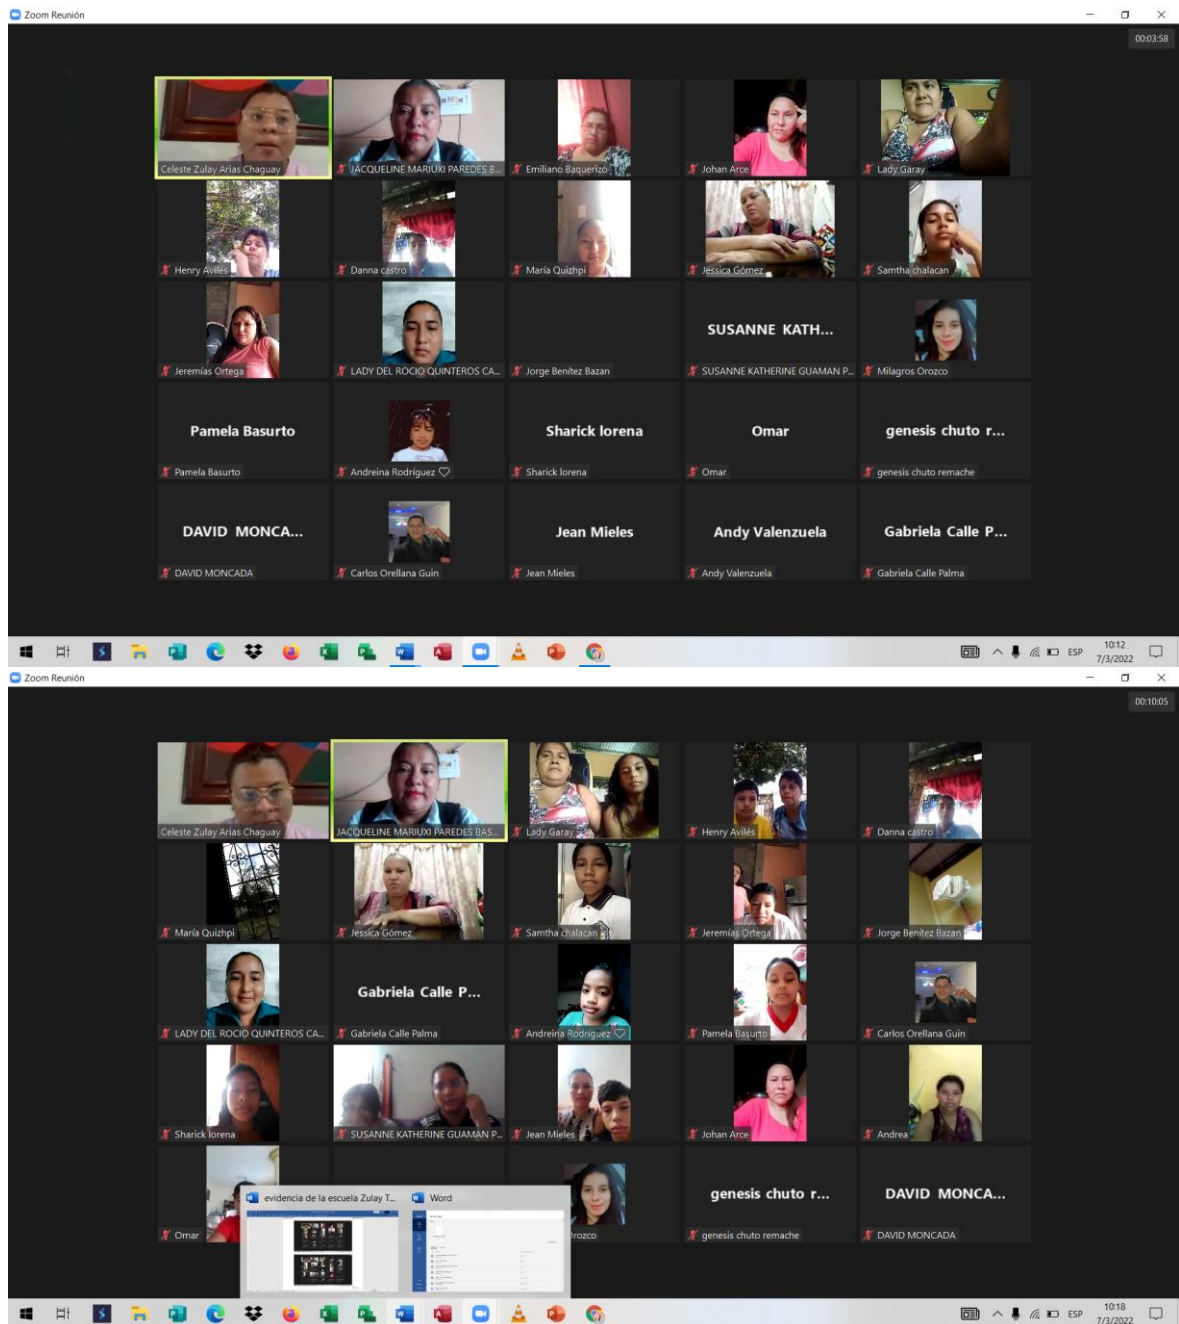 Zoom Reunión
00:03:58
Celeste Zulay Arias Chaguay
JACQUELINE MARIUXI PAREDES B...
Emiliano Baquerizo
Johan Arce
Lady Garay
Henry Avilés
Danna castro
María Quizhpi
Jessica Gómez
Samtha chalacan
Jeremías Ortega
LADY DEL ROCIO QUINTEROS CA...
Jorge Benítez Bazan
SUSANNE KATH...
SUSANNE KATHERINE GUAMAN P...
Milagros Orozco
Pamela Basurto
Pamela Basurto
Andreina Rodríguez
Sharick lorena
Sharick lorena
Omar
Omar
genesis chuto r...
genesis chuto remache
DAVID MONCA...
DAVID MONCADA
Carlos Orellana Guin
Jean Mieles
Jean Mieles
Andy Valenzuela
Andy Valenzuela
Gabriela Calle P...
Gabriela Calle Palma
ESP
10:12
7/3/2022
Zoom Reunión
00:10:05
Celeste Zulay Arias Chaguay
JACQUELINE MARIUXI PAREDES BAS...
Lady Garay
Henry Avilés
Danna castro
María Quizhpi
Jessica Gómez
Samtha chalacan
Jeremías Ortega
Jorge Benítez Bazan
LADY DEL ROCIO QUINTEROS CA...
Gabriela Calle P...
Gabriela Calle Palma
Andreina Rodríguez
Pamela Basurto
Carlos Orellana Guin
Sharick lorena
SUSANNE KATHERINE GUAMAN P...
Jean Mieles
Johan Arce
Andrea
Omar
evidencia de la escuela Zulay T...
Word
rozco
genesis chuto r...
genesis chuto remache
DAVID MONCA...
DAVID MONCADA
ESP
10:18
7/3/2022